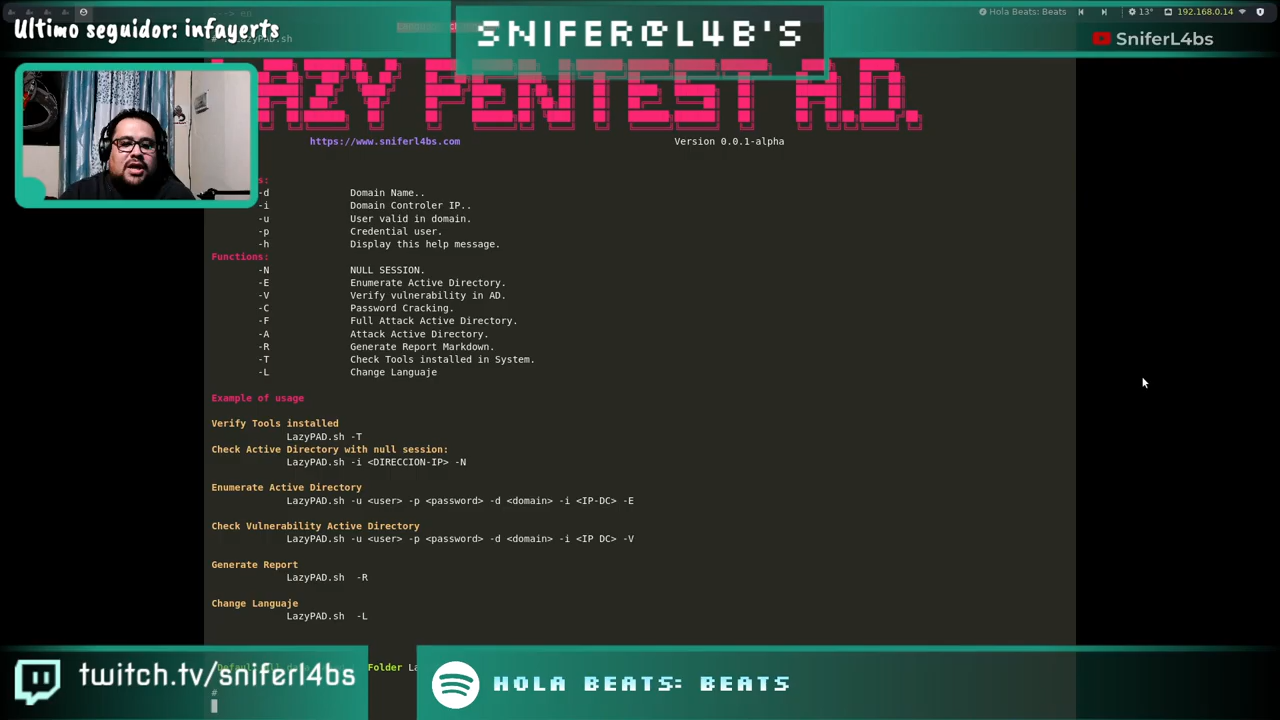 Hola Beats: Beats
13°
192.168.0.14
Ultimo seguidor: infayerts
SNIFER@L4B'S
SniferL4bs
LAZY PENTEST A.D.
https://www.sniferl4bs.com Version 0.0.1-alpha
-d Domain Name..
-i Domain Controler IP..
-u User valid in domain.
-p Credential user.
-h Display this help message.
Functions:
-N NULL SESSION.
-E Enumerate Active Directory.
-V Verify vulnerability in AD.
-C Password Cracking.
-F Full Attack Active Directory.
-A Attack Active Directory.
-R Generate Report Markdown.
-T Check Tools installed in System.
-L Change Languaje
Example of usage
Verify Tools installed
LazyPAD.sh -T
Check Active Directory with null session:
LazyPAD.sh -i <DIRECCION-IP> -N
Enumerate Active Directory
LazyPAD.sh -u <user> -p <password> -d <domain> -i <IP-DC> -E
Check Vulnerability Active Directory
LazyPAD.sh -u <user> -p <password> -d <domain> -i <IP DC> -V
Generate Report
LazyPAD.sh -R
Change Languaje
LazyPAD.sh -L
Folder
#
twitch.tv/sniferl4bs
HOLA BEATS: BEATS